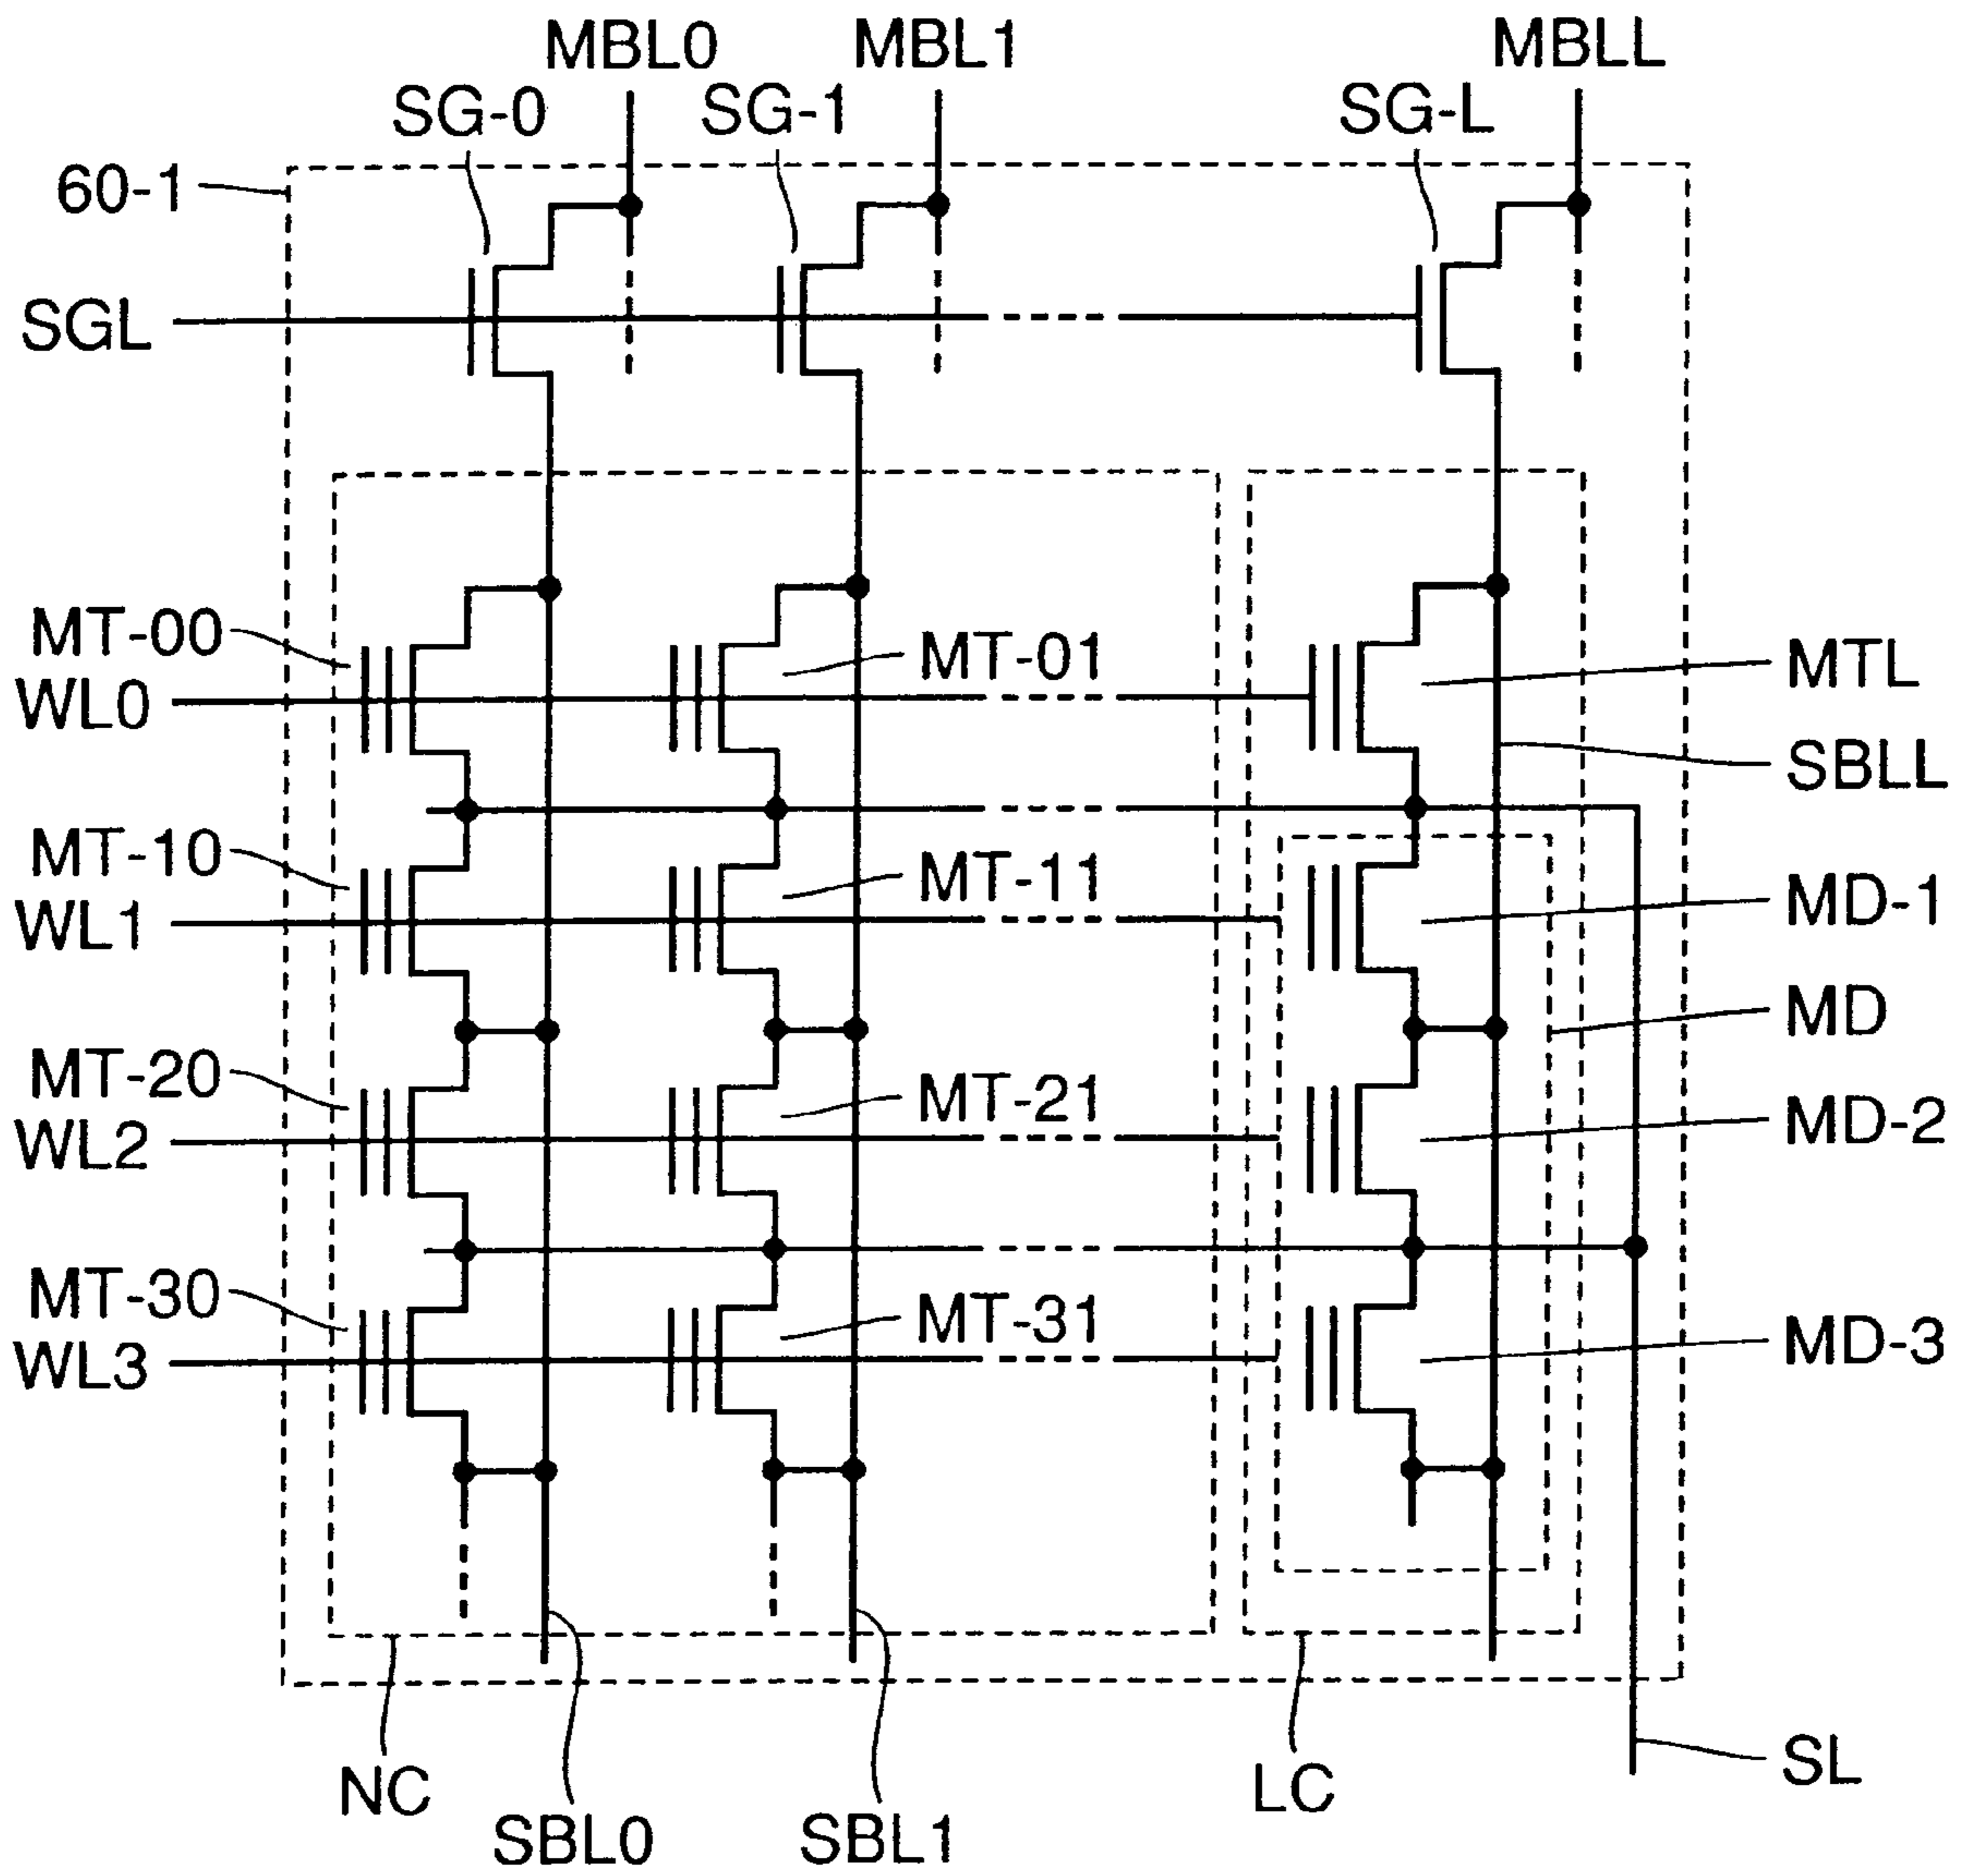 MBL0
MBL1
MBLL
SG-0
SG-1
SG-L
60-1
SGL
MT-00
MT-01
MTL
WL0
SBLL
MT-10
MT-11
MD-1
WL1
MD
MT-20
MT-21
MD-2
WL2
MT-30
MT-31
MD-3
WL3
NC
LC
SL
SBL0
SBL1